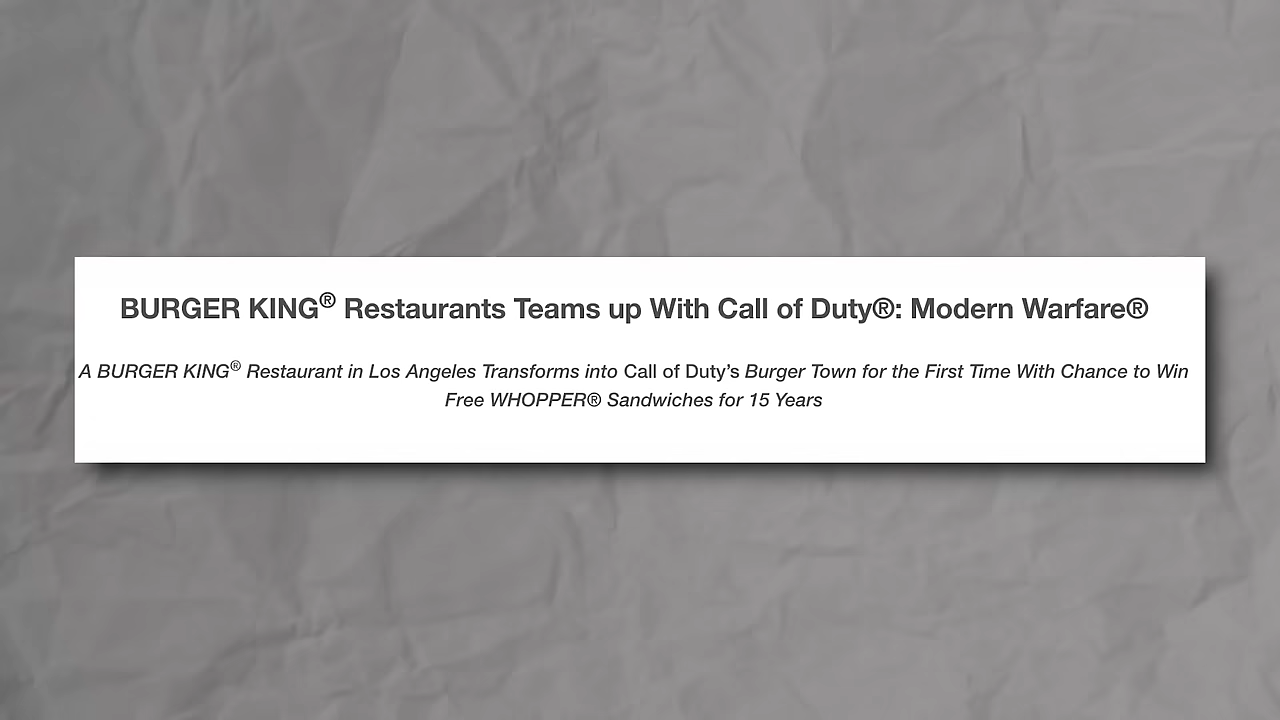 BURGER KING® Restaurants Teams up With Call of Duty®: Modern Warfare®
A BURGER KING® Restaurant in Los Angeles Transforms into Call of Duty’s Burger Town for the First Time With Chance to Win
Free WHOPPER® Sandwiches for 15 Years